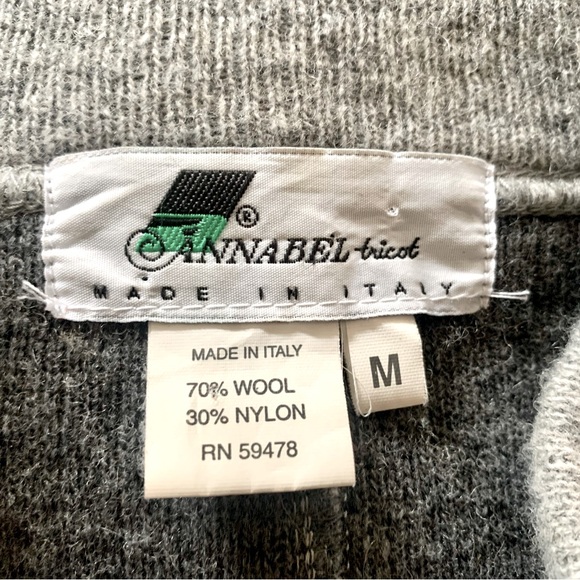 ®
ANNABEL-tricot
MADE IN ITALY
MADE IN ITALY
70% WOOL
30% NYLON
RN 59478
M